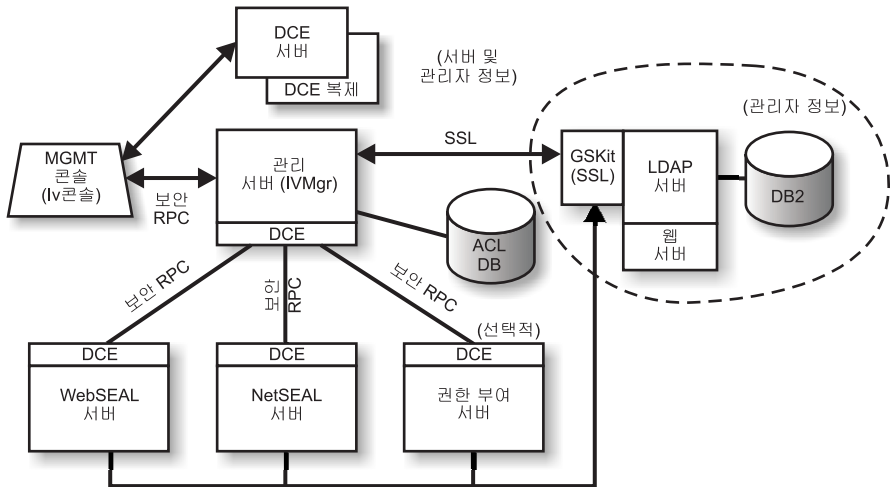 DCE
서버
DCE 복제
(서버 및
관리자 정보)
(관리자 정보)
MGMT
콘솔
(Iv콘솔)
보안
RPC
관리
서버 (IVMgr)
DCE
SSL
GSKit
(SSL)
LDAP
서버
웹
서버
DB2
ACL
DB
보안 RPC
보안
RPC
보안 RPC
(선택적)
DCE
WebSEAL
서버
DCE
NetSEAL
서버
DCE
권한 부여
서버